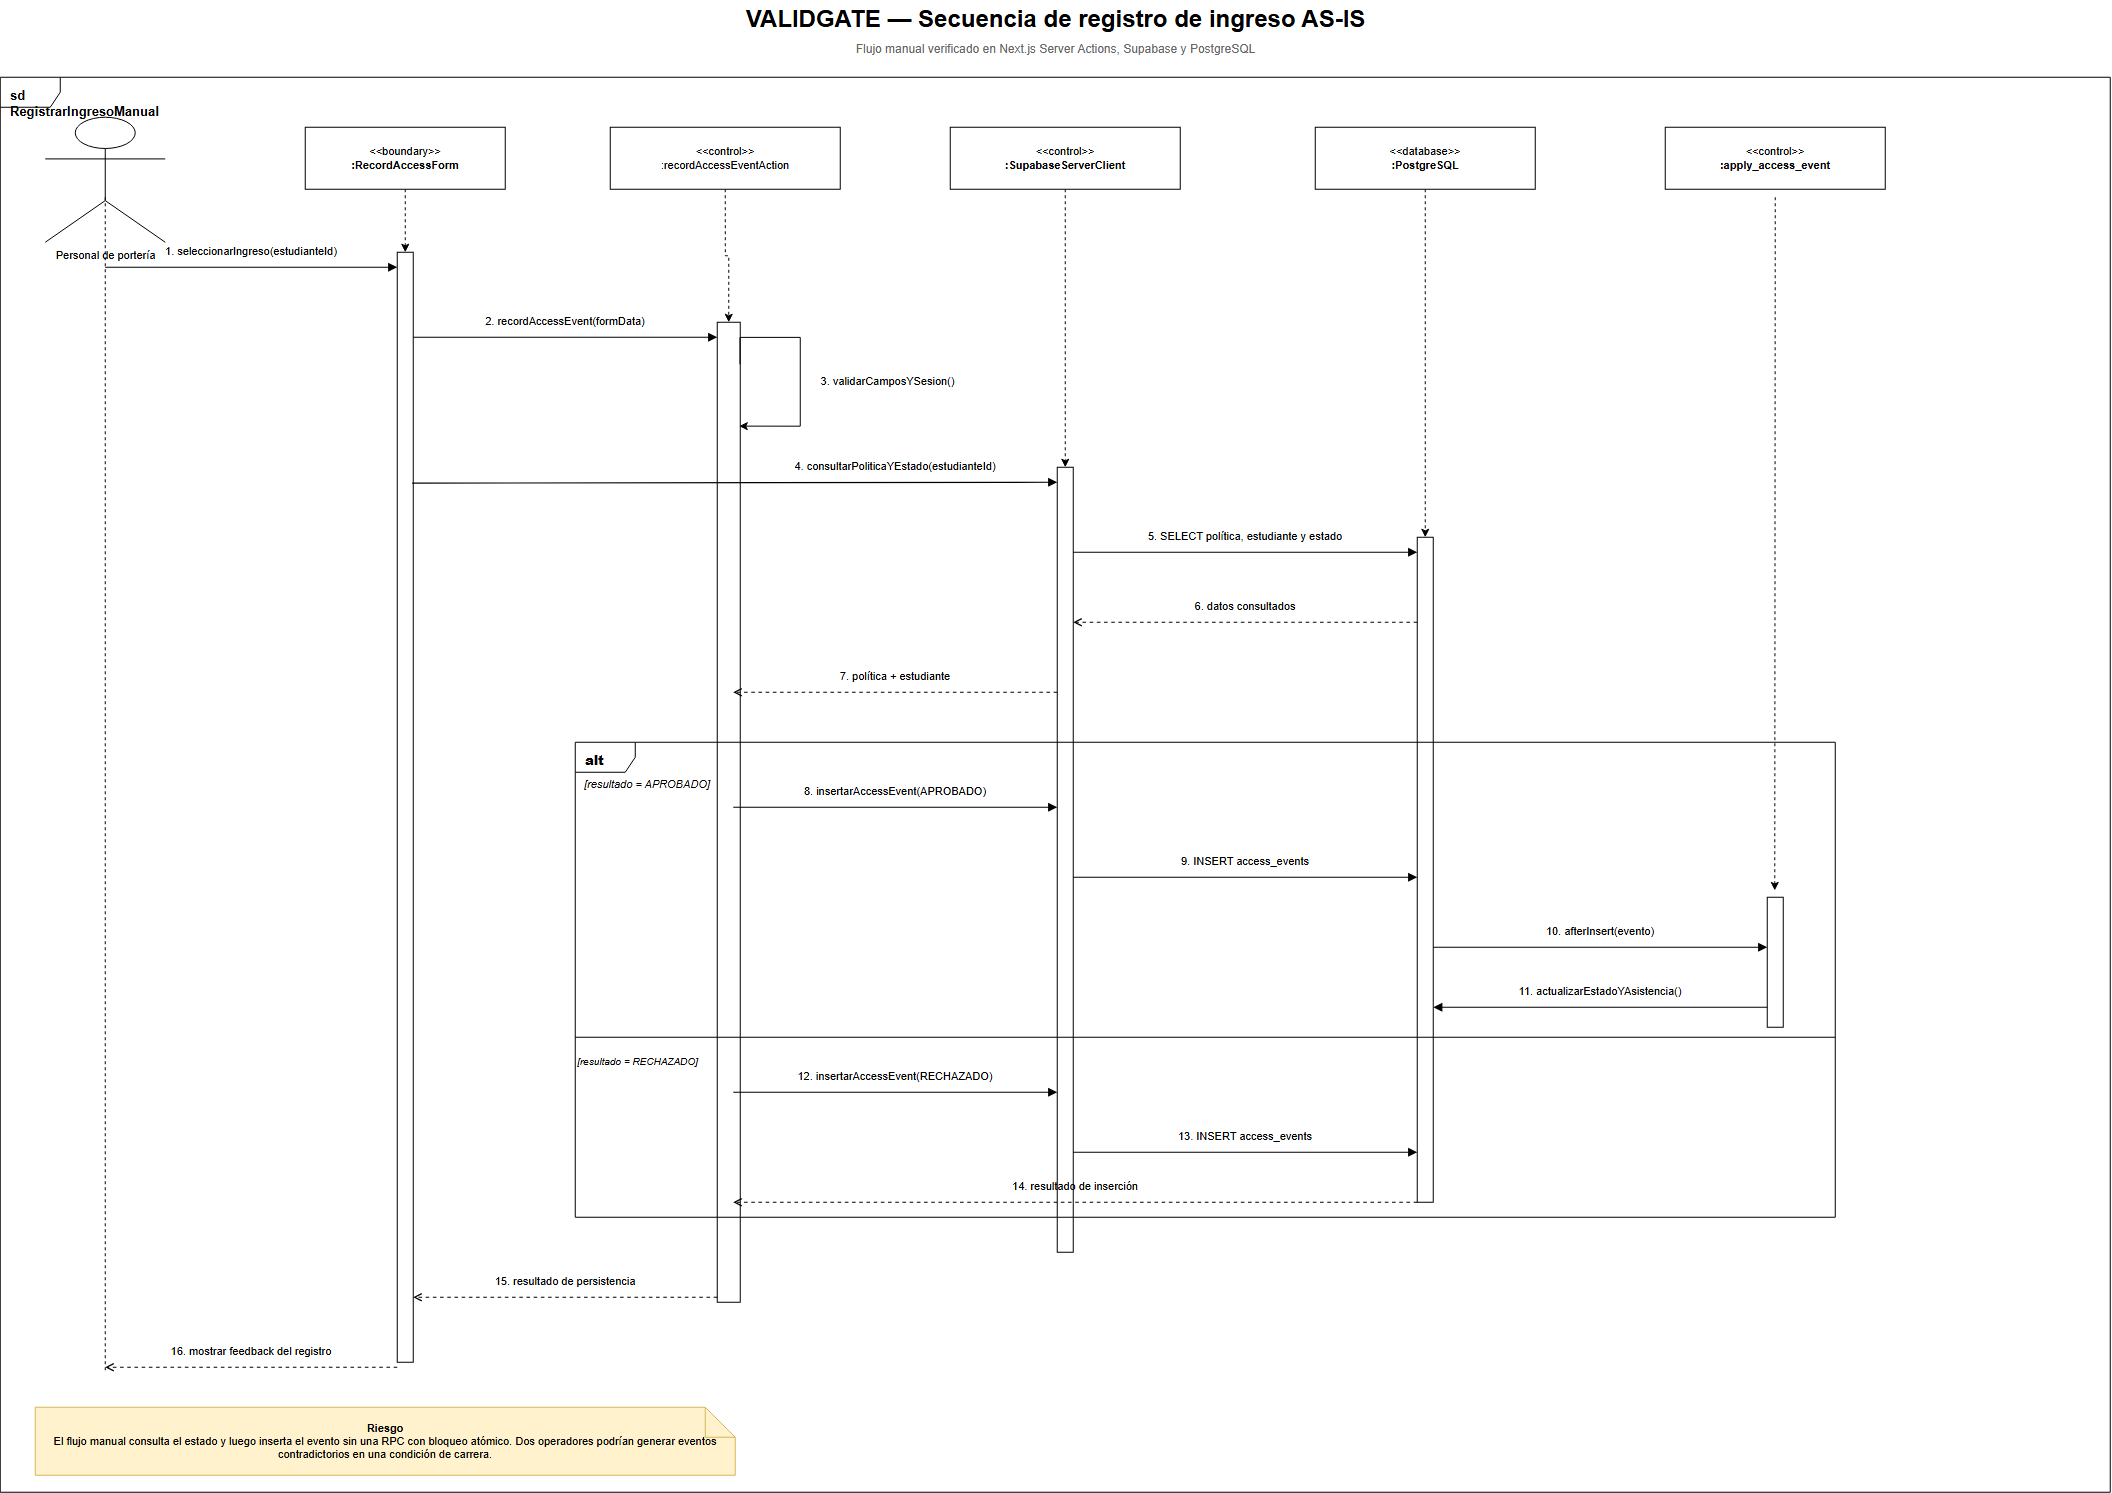 VALIDGATE — Secuencia de registro de ingreso AS-IS
Flujo manual verificado en Next.js Server Actions, Supabase y PostgreSQL
sd
RegistrarIngresoManual
<<boundary>>
:RecordAccessForm
<<control>>
:recordAccessEventAction
<<control>>
:SupabaseServerClient
<<database>>
:PostgreSQL
<<control>>
:apply_access_event
Personal de portería
1. seleccionarIngreso(estudianteId)
2. recordAccessEvent(formData)
3. validarCamposYSesion()
4. consultarPoliticaYEstado(estudianteId)
5. SELECT política, estudiante y estado
6. datos consultados
7. política + estudiante
alt
[resultado = APROBADO]
8. insertarAccessEvent(APROBADO)
9. INSERT access_events
10. afterInsert(evento)
11. actualizarEstadoYAsistencia()
[resultado = RECHAZADO]
12. insertarAccessEvent(RECHAZADO)
13. INSERT access_events
14. resultado de inserción
15. resultado de persistencia
16. mostrar feedback del registro
Riesgo
El flujo manual consulta el estado y luego inserta el evento sin una RPC con bloqueo atómico. Dos operadores podrían generar eventos
contradictorios en una condición de carrera.